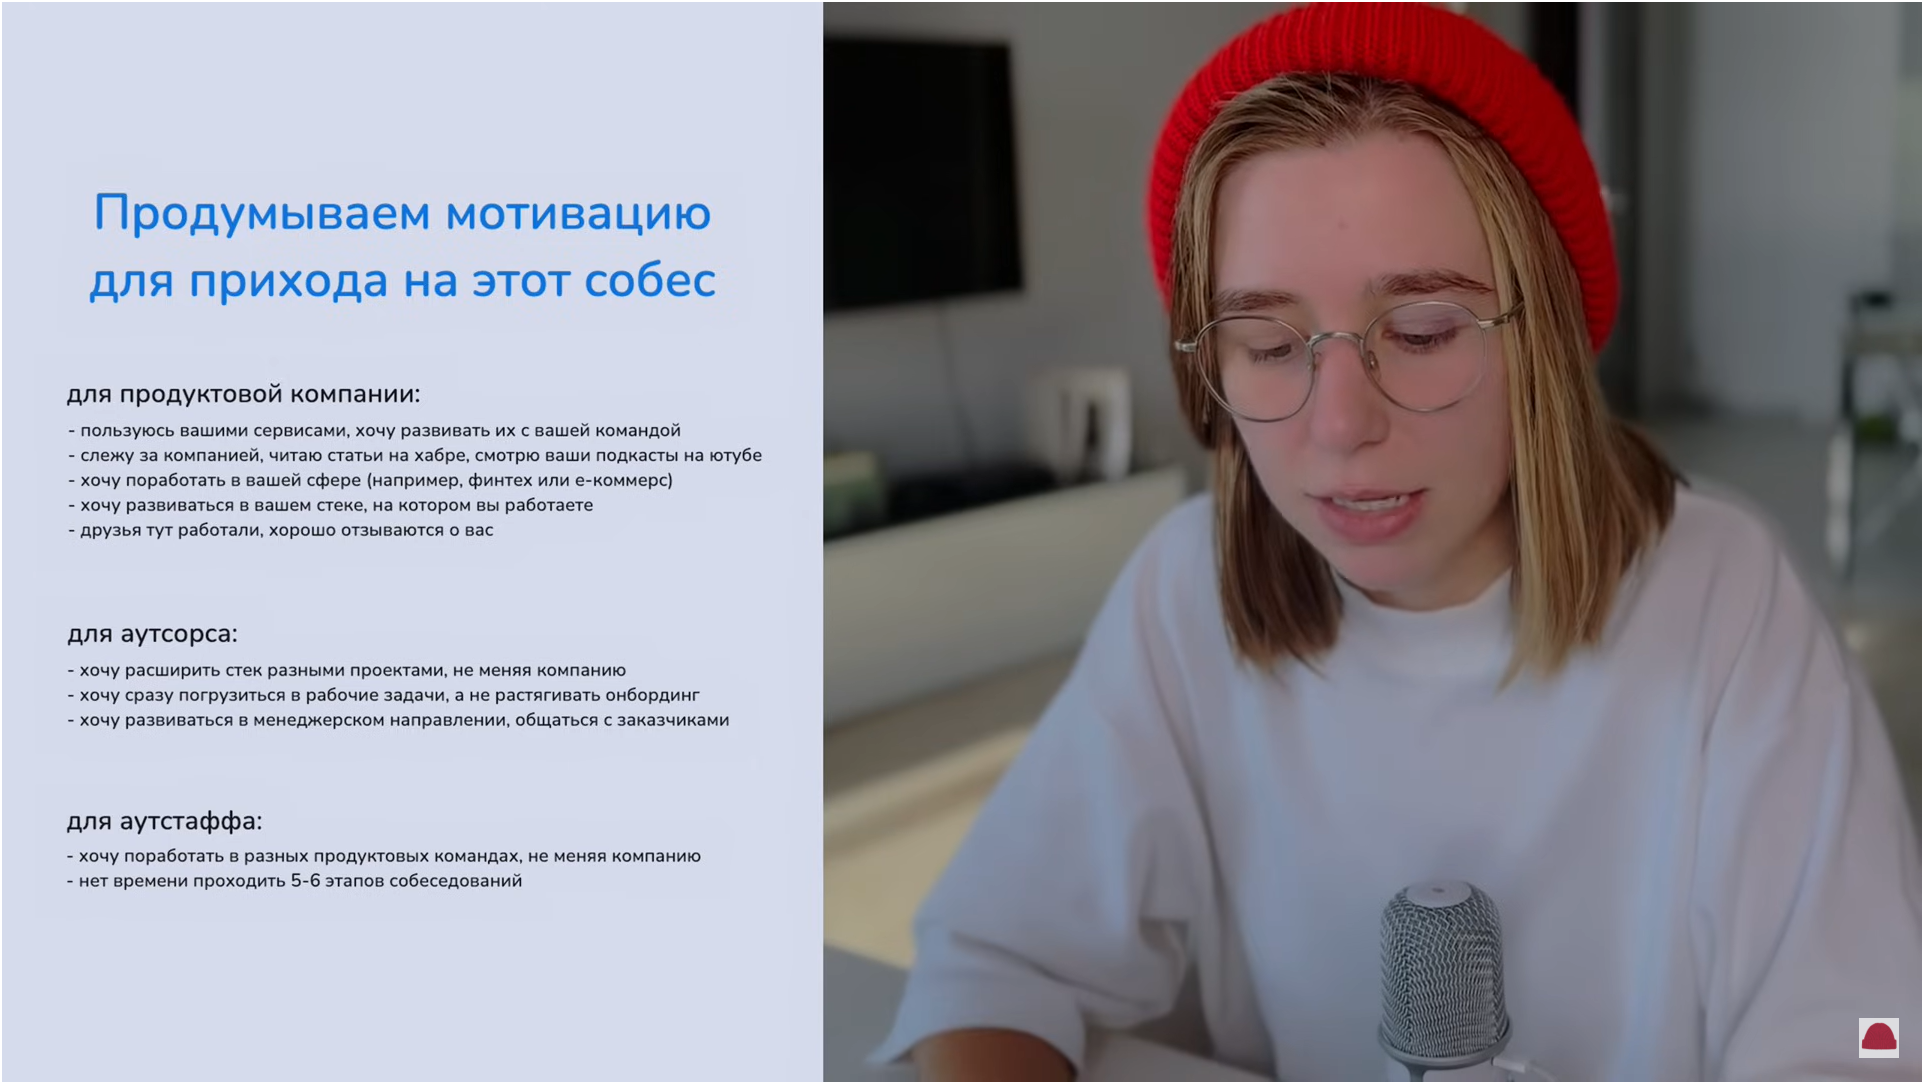 Продумываем мотивацию
для прихода на этот собес
для продуктовой компании:
- пользуюсь вашими сервисами, хочу развивать их с вашей командой
- слежу за компанией, читаю статьи на хабре, смотрю ваши подкасты на ютубе
- хочу поработать в вашей сфере (например, финтех или е-коммерс)
- хочу развиваться в вашем стеке, на котором вы работаете
- друзья тут работали, хорошо отзываются о вас
для аутсорса:
- хочу расширить стек разными проектами, не меняя компанию
- хочу сразу погрузиться в рабочие задачи, а не растягивать онбординг
- хочу развиваться в менеджерском направлении, общаться с заказчиками
для аутстаффа:
- хочу поработать в разных продуктовых командах, не меняя компанию
- нет времени проходить 5-6 этапов собеседований